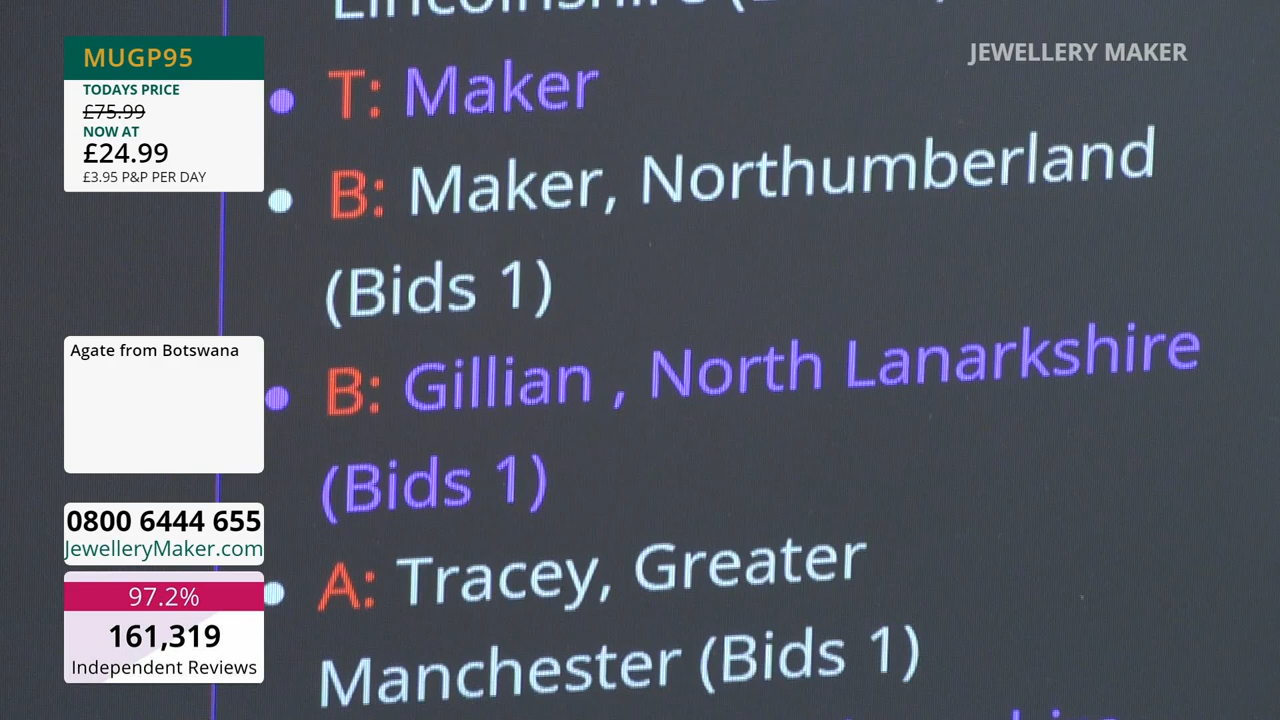 MUGP95
TODAYS PRICE
£75.99
NOW AT
£24.99
£3.95 P&P PER DAY
Agate from Botswana
0800 6444 655
JewelleryMaker.com
97.2%
161,319
Independent Reviews
JEWELLERY MAKER
Lincolnshire
T: Maker
B: Maker, Northumberland
(Bids 1)
B: Gillian , North Lanarkshire
(Bids 1)
A: Tracey, Greater
Manchester (Bids 1)